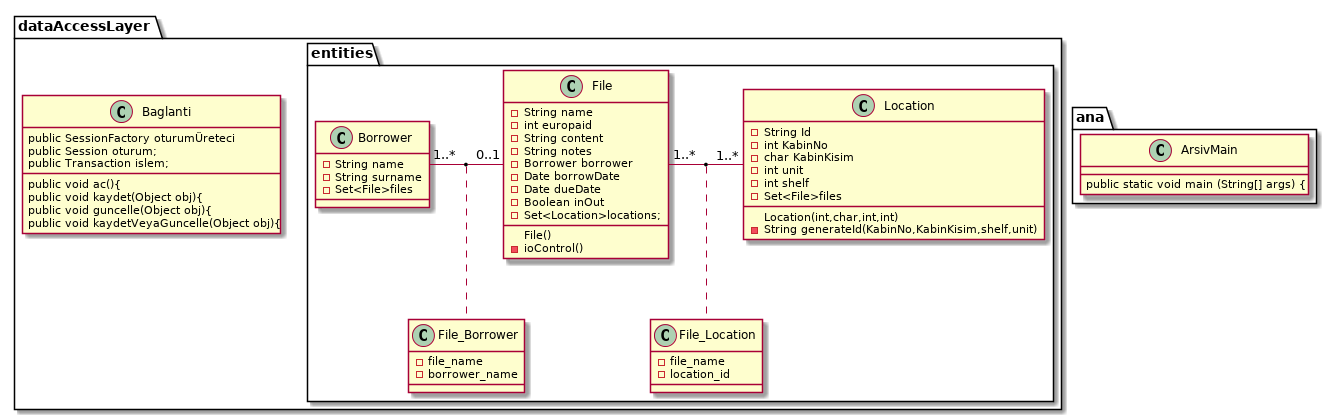 dataAccessLayer
entities
C Baglanti
public SessionFactory oturumÜreteci
public Session oturum;
public Transaction islem;
public void ac(){
public void kaydet(Object obj){
public void guncelle(Object obj){
public void kaydetVeyaGuncelle(Object obj){
C Borrower
String name
String surname
Set<File>files
1..*
0..1
C File
String name
int europaid
String content
String notes
Borrower borrower
Date borrowDate
Date dueDate
Boolean inOut
Set<Location>locations;
File()
ioControl()
1..*
1..*
C Location
String Id
int KabinNo
char KabinKisim
int unit
int shelf
Set<File>files
Location(int,char,int,int)
String generateId(KabinNo,KabinKisim,shelf,unit)
C File_Borrower
file_name
borrower_name
C File_Location
file_name
location_id
ana
C ArsivMain
public static void main (String[] args) {